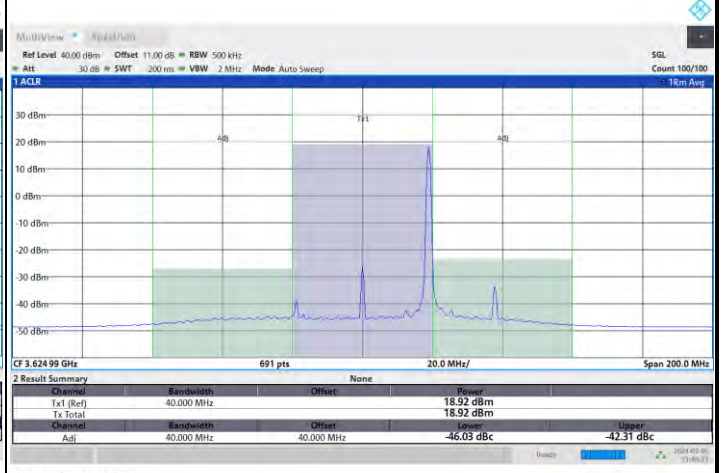 MultiView Spectrum
Ref Level 40.00 dBm Offset 11.00 dB RBW 500 kHz SGL
Att 30 dB SWT 200 ms VBW 2 MHz Mode Auto Sweep Count 100/100
1 ACLR 1Rm Avg
30 dBm
Tx1
20 dBm
Adj Adj
10 dBm
0 dBm
-10 dBm
-20 dBm
-30 dBm
-40 dBm
-50 dBm
CF 3.624 99 GHz 691 pts 20.0 MHz/ Span 200.0 MHz
2 Result Summary None
Channel Bandwidth Offset Power
Tx1 (Ref) 40.000 MHz 18.92 dBm
Tx Total 18.92 dBm
Channel Bandwidth Offset Lower Upper
Adj 40.000 MHz 40.000 MHz -46.03 dBc -42.31 dBc
Ready